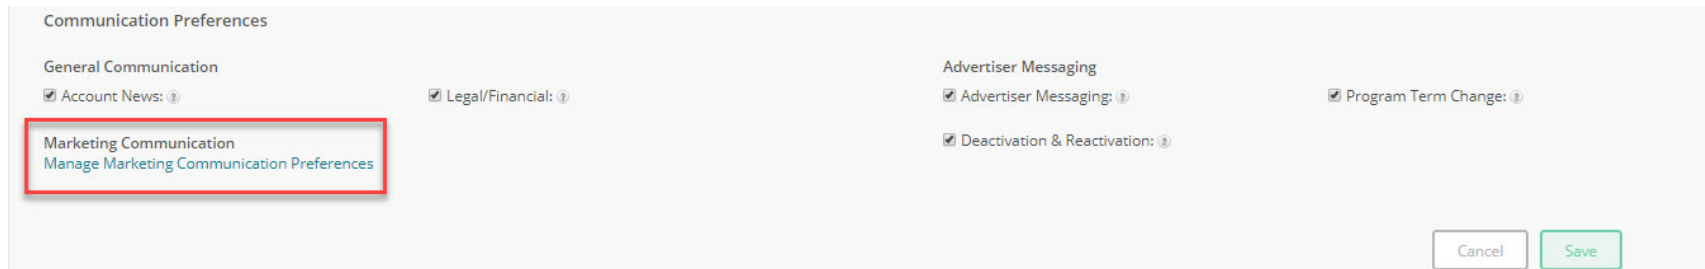 Communication Preferences
General Communication
Account News:
Legal/Financial:
Marketing Communication
Manage Marketing Communication Preferences
Advertiser Messaging
Advertiser Messaging:
Program Term Change:
Deactivation & Reactivation:
Cancel
Save